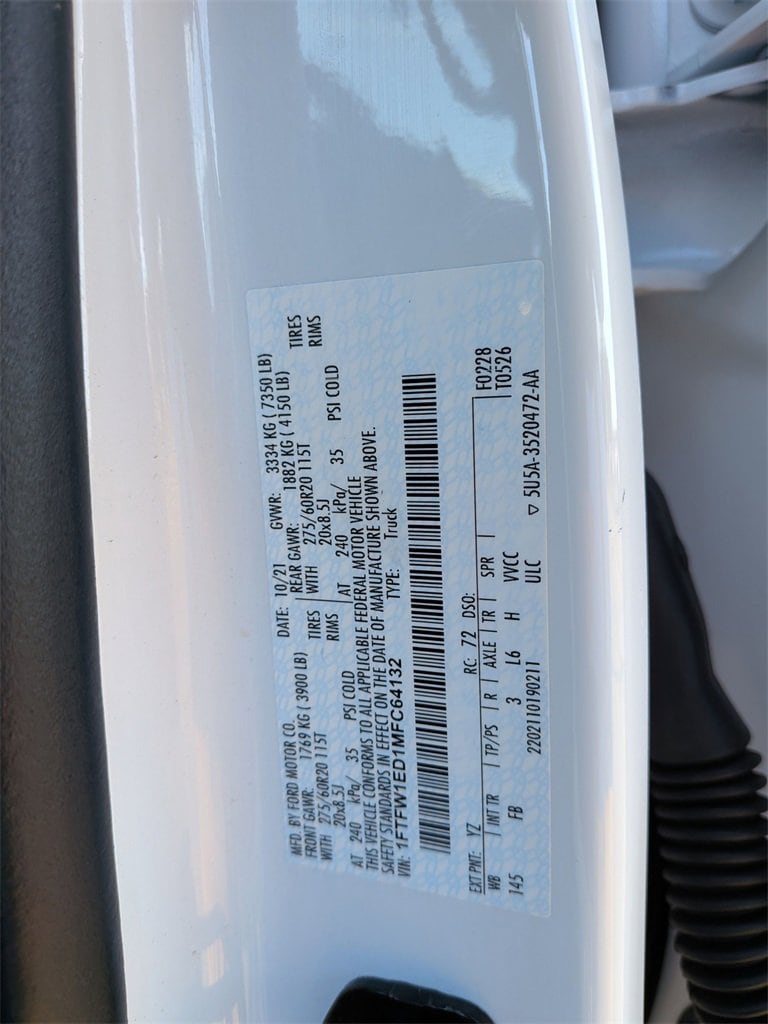 MFD. BY FORD MOTOR CO. DATE: 10/21 GVWR: 3334 KG ( 7350 LB)
FRONT GAWR: 1769 KG ( 3900 LB) REAR GAWR: 1882 KG ( 4150 LB)
WITH 275/60R20 115T TIRES WITH 275/60R20 115T TIRES
20x8.5J RIMS 20x8.5J RIMS
AT 240 kPa/ 35 PSI COLD AT 240 kPa/ 35 PSI COLD
THIS VEHICLE CONFORMS TO ALL APPLICABLE FEDERAL MOTOR VEHICLE
SAFETY STANDARDS IN EFFECT ON THE DATE OF MANUFACTURE SHOWN ABOVE.
VIN: 1FTFW1ED1MFC64132 TYPE: Truck
EXT PNT: YZ RC: 72 DSO: F0228
WB INT TR TP/PS R AXLE TR SPR T0526
145 FB 3 L6 H VVCC
2202110190211 ULC ▽ 5U5A-3520472-AA